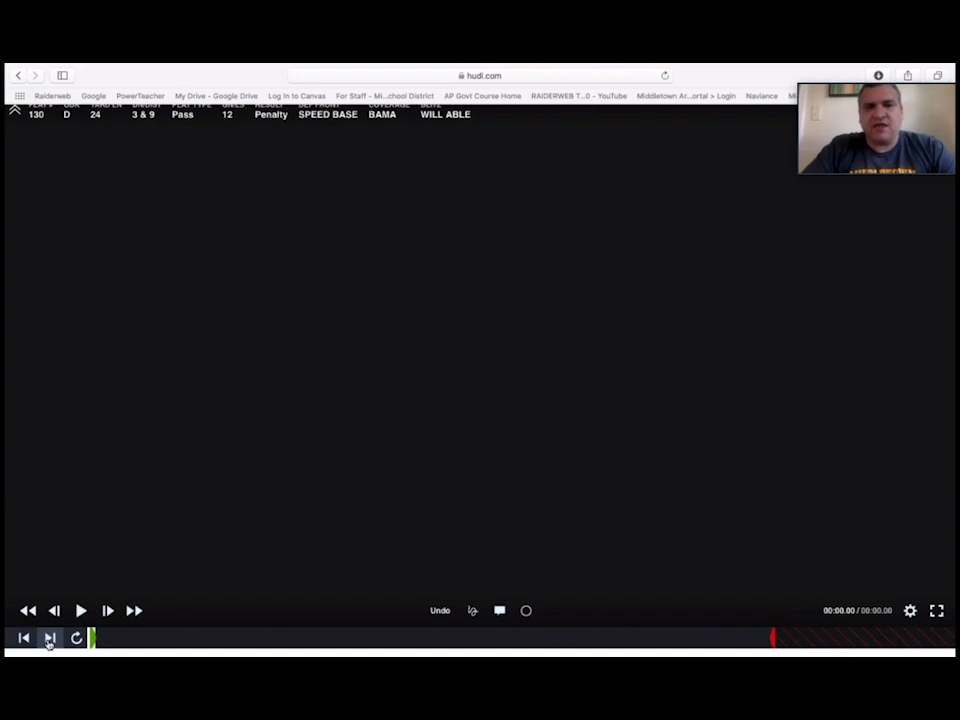 hudl.com
Raiderweb Google PowerTeacher My Drive - Google Drive Log In to Canvas For Staff - Mi...chool District AP Govt Course Home RAIDERWEB T...0 - YouTube Middletown Ar...ortal > Login Naviance
130 D 24 3 & 9 Pass 12 Penalty SPEED BASE BAMA WILL ABLE
Undo
00:00.00 / 00:00.00